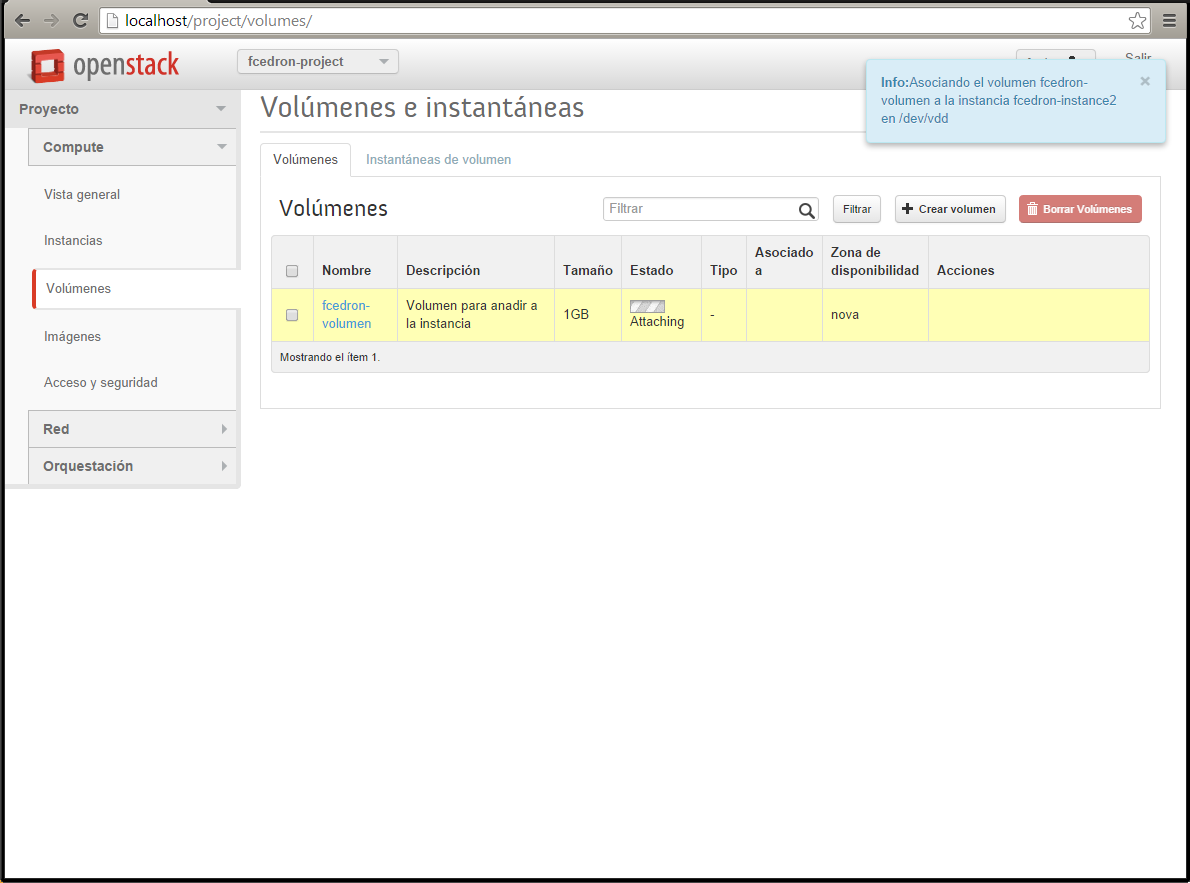 localhost/project/volumes/
openstack
fcedron-project
Salir
Info:Asociando el volumen fcedron-
volumen a la instancia fcedron-instance2
en /dev/vdd
×
Proyecto
Compute
Vista general
Instancias
Volúmenes
Imágenes
Acceso y seguridad
Red
Orquestación
Volúmenes e instantáneas
Volúmenes
Instantáneas de volumen
Volúmenes
Filtrar
Filtrar
Crear volumen
Borrar Volúmenes
Nombre
Descripción
Tamaño
Estado
Tipo
Asociado
a
Zona de
disponibilidad
Acciones
fcedron-
volumen
Volumen para anadir a
la instancia
1GB
Attaching
-
nova
Mostrando el ítem 1.